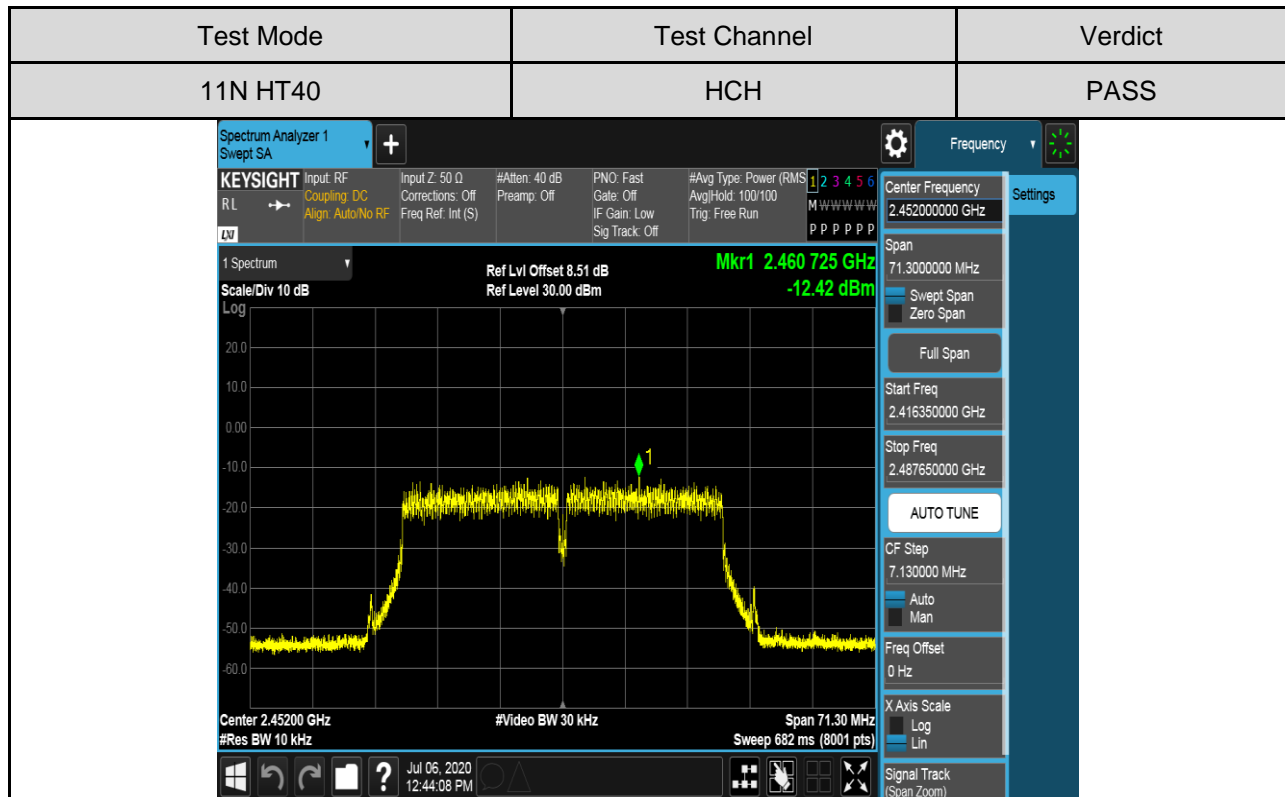 Test Mode Test Channel Verdict
11N HT40 HCH PASS
Spectrum Analyzer 1
Swept SA
Frequency
Settings
KEYSIGHT Input: RF Input Z: 50 Ω #Atten: 40 dB PNO: Fast #Avg Type: Power (RMS 1 2 3 4 5 6
RL Coupling: DC Corrections: Off Preamp: Off Gate: Off Avg|Hold: 100/100 M W W W W W
Align: Auto/No RF Freq Ref: Int (S) IF Gain: Low Trig: Free Run
LXI Sig Track: Off P P P P P P
1 Spectrum Ref Lvl Offset 8.51 dB Mkr1 2.460 725 GHz
Scale/Div 10 dB Ref Level 30.00 dBm -12.42 dBm
Log
20.0
10.0
0.00
-10.0
-20.0
-30.0
-40.0
-50.0
-60.0
1
Center 2.45200 GHz #Video BW 30 kHz Span 71.30 MHz
#Res BW 10 kHz Sweep 682 ms (8001 pts)
Jul 06, 2020
12:44:08 PM
Center Frequency
2.452000000 GHz
Span
71.3000000 MHz
Swept Span
Zero Span
Full Span
Start Freq
2.416350000 GHz
Stop Freq
2.487650000 GHz
AUTO TUNE
CF Step
7.130000 MHz
Auto
Man
Freq Offset
0 Hz
X Axis Scale
Log
Lin
Signal Track
(Span Zoom)